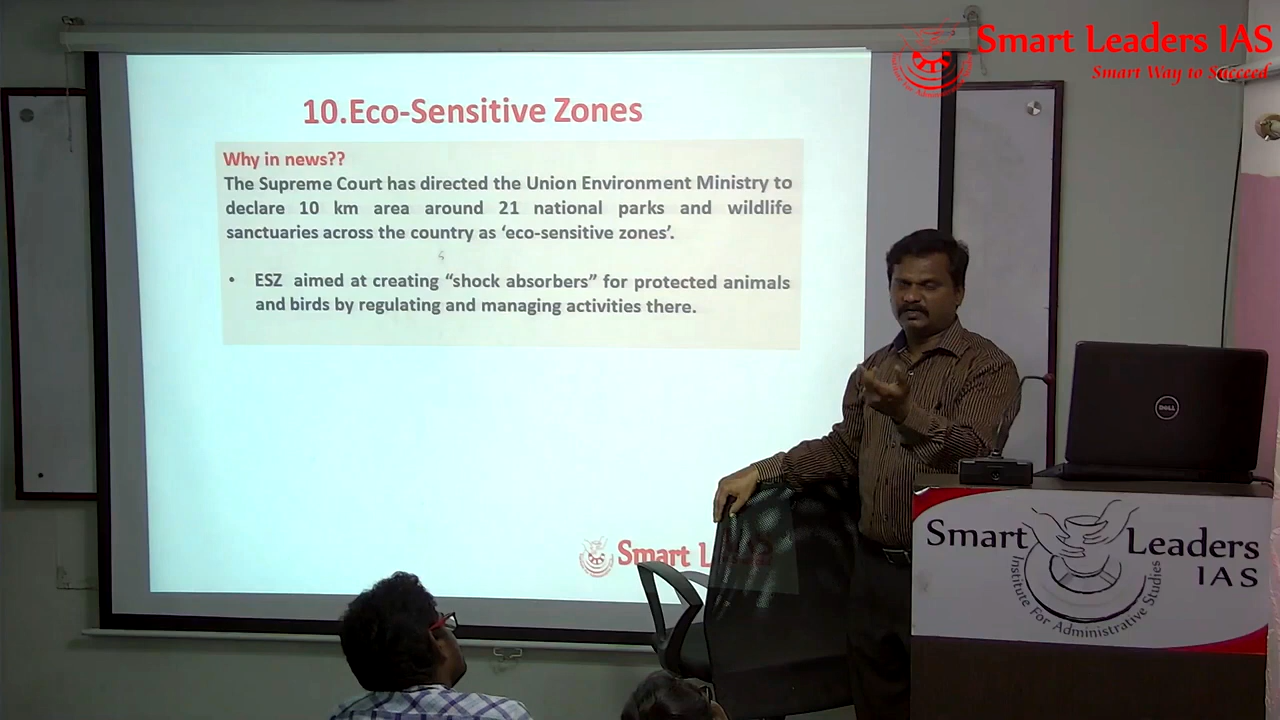 Smart Leaders IAS
Smart Way to Succeed
10.Eco-Sensitive Zones
Why in news??
The Supreme Court has directed the Union Environment Ministry to
declare 10 km area around 21 national parks and wildlife
sanctuaries across the country as ‘eco-sensitive zones’.
• ESZ aimed at creating “shock absorbers” for protected animals
and birds by regulating and managing activities there.
Smart
DELL
Smart Leaders
IAS
Institute For Administrative Studies